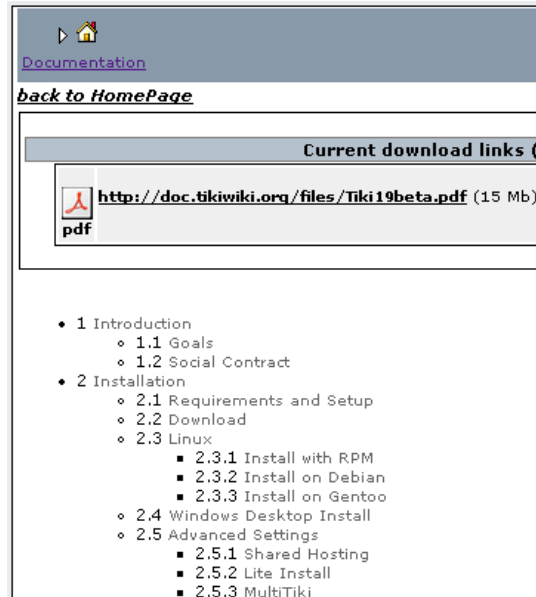 Documentation
back to HomePage
Current download links (
http://doc.tikiwiki.org/files/Tiki19beta.pdf (15 Mb)
pdf
1 Introduction
1.1 Goals
1.2 Social Contract
2 Installation
2.1 Requirements and Setup
2.2 Download
2.3 Linux
2.3.1 Install with RPM
2.3.2 Install on Debian
2.3.3 Install on Gentoo
2.4 Windows Desktop Install
2.5 Advanced Settings
2.5.1 Shared Hosting
2.5.2 Lite Install
2.5.3 MultiTiki